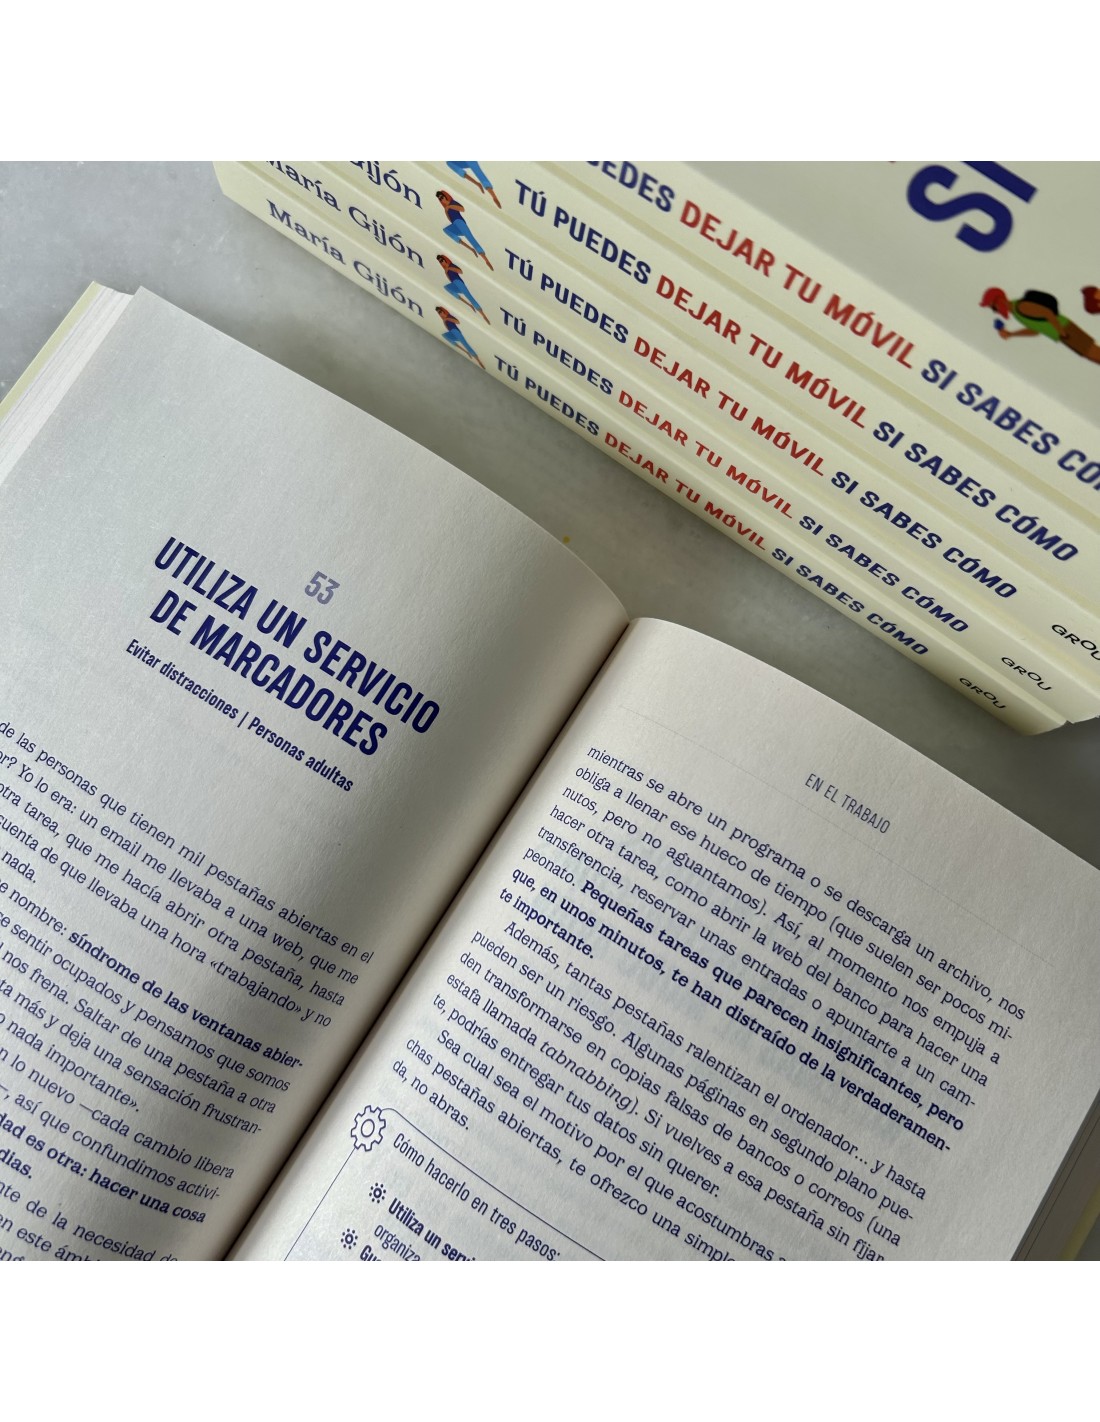 Gijón
María Gijón
María Gijón
PUEDES DEJAR TU MÓVIL SI SABES
TÚ PUEDES DEJAR TU MÓVIL SI SABES CÓMO
TÚ PUEDES DEJAR TU MÓVIL SI SABES CÓMO
TÚ PUEDES DEJAR TU MÓVIL SI SABES CÓMO
TÚ PUEDES DEJAR TU MÓVIL SI SABES CÓMO
GROU
GROU
GROU
SI
53
UTILIZA UN SERVICIO
DE MARCADORES
Evitar distracciones | Personas adultas
de las personas que tienen mil pestañas abiertas en el
Yo lo era: un email me llevaba a una web, que me
otra tarea, que me hacía abrir otra pestaña, hasta
cuenta de que llevaba una hora «trabajando» y no
nada.
nombre: síndrome de las ventanas abier-
sentir ocupados y pensamos que somos
nos frena. Saltar de una pestaña a otra
más y deja una sensación frustran-
nada importante».
lo nuevo —cada cambio libera
así que confundimos activi-
es otra: hacer una cosa
días.
de la necesidad
en este
EN EL TRABAJO
mientras se abre un programa o se descarga un archivo, nos
obliga a llenar ese hueco de tiempo (que suelen ser pocos mi-
nutos, pero no aguantamos). Así, al momento nos empuja a
hacer otra tarea, como abrir la web del banco para hacer una
transferencia, reservar unas entradas o apuntarte a un cam-
peonato. Pequeñas tareas que parecen insignificantes, pero
que, en unos minutos, te han distraído de la verdaderamen-
te importante.
Además, tantas pestañas ralentizan el ordenador... y hasta
pueden ser un riesgo. Algunas páginas en segundo plano pue-
den transformarse en copias falsas de bancos o correos (una
estafa llamada tabnabbing). Si vuelves a esa pestaña sin fijar
te, podrías entregar tus datos sin querer.
Sea cual sea el motivo por el que acostumbras
chas pestañas abiertas, te ofrezco una simple
da, no abras.
Cómo hacerlo en tres pasos:
Utiliza un